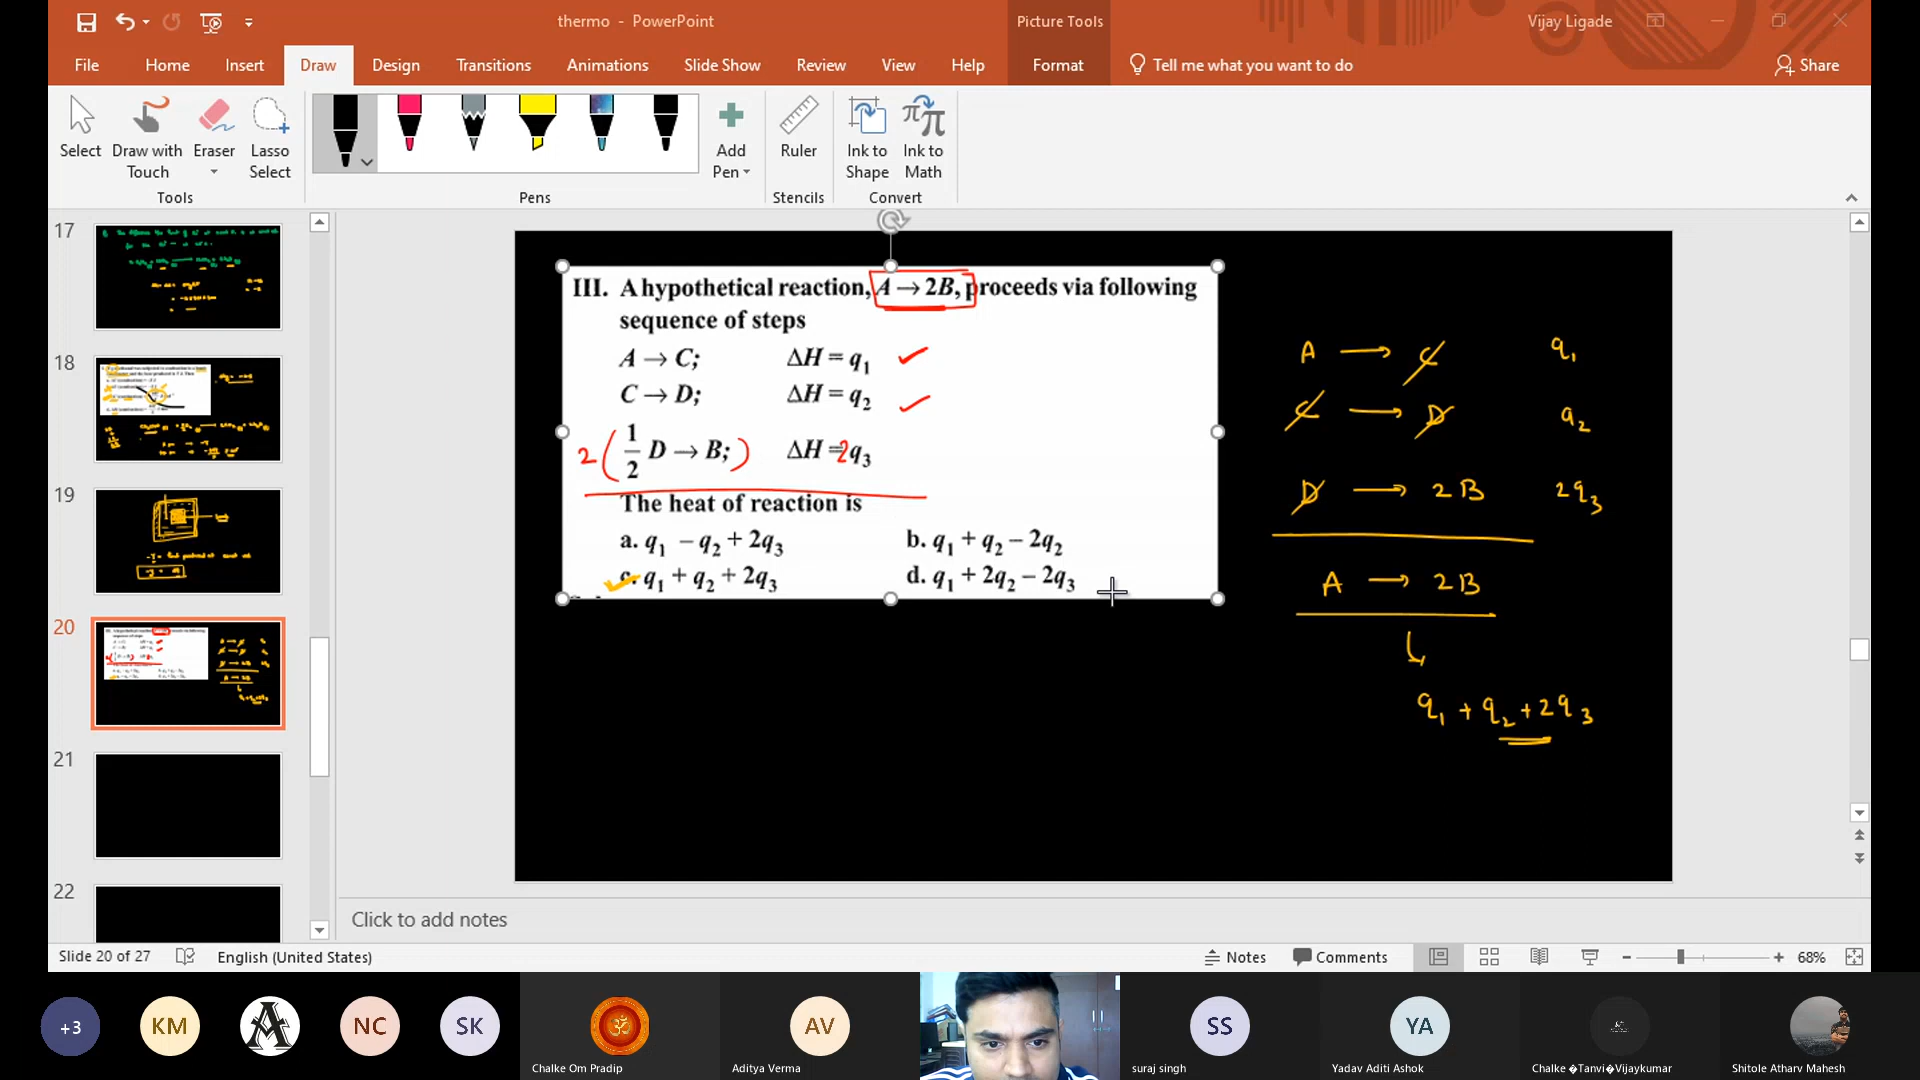 thermo - PowerPoint
Picture Tools
Vijay Ligade
File
Home
Insert
Draw
Design
Transitions
Animations
Slide Show
Review
View
Help
Format
Tell me what you want to do
Share
Select
Draw with Touch
Eraser
Lasso Select
Add Pen
Ruler
Ink to Shape
Ink to Math
Tools
Pens
Stencils
Convert
17
18
19
20
21
22
III. A hypothetical reaction, A → 2B, proceeds via following
sequence of steps
A → C; ΔH = q₁
C → D; ΔH = q₂
2 ( 1/2 D → B; ) ΔH = 2q₃
The heat of reaction is
a. q₁ − q₂ + 2q₃ b. q₁ + q₂ − 2q₂
c. q₁ + q₂ + 2q₃ d. q₁ + 2q₂ − 2q₃
A → C q₁
C → D q₂
D → 2B 2q₃
A → 2B
q₁ + q₂ + 2q₃
Click to add notes
Slide 20 of 27
English (United States)
Notes
Comments
68%
+3
KM
NC
SK
AV
SS
YA
Chalke Om Pradip
Aditya Verma
suraj singh
Yadav Aditi Ashok
Chalke �Tanvi�Vijaykumar
Shitole Atharv Mahesh